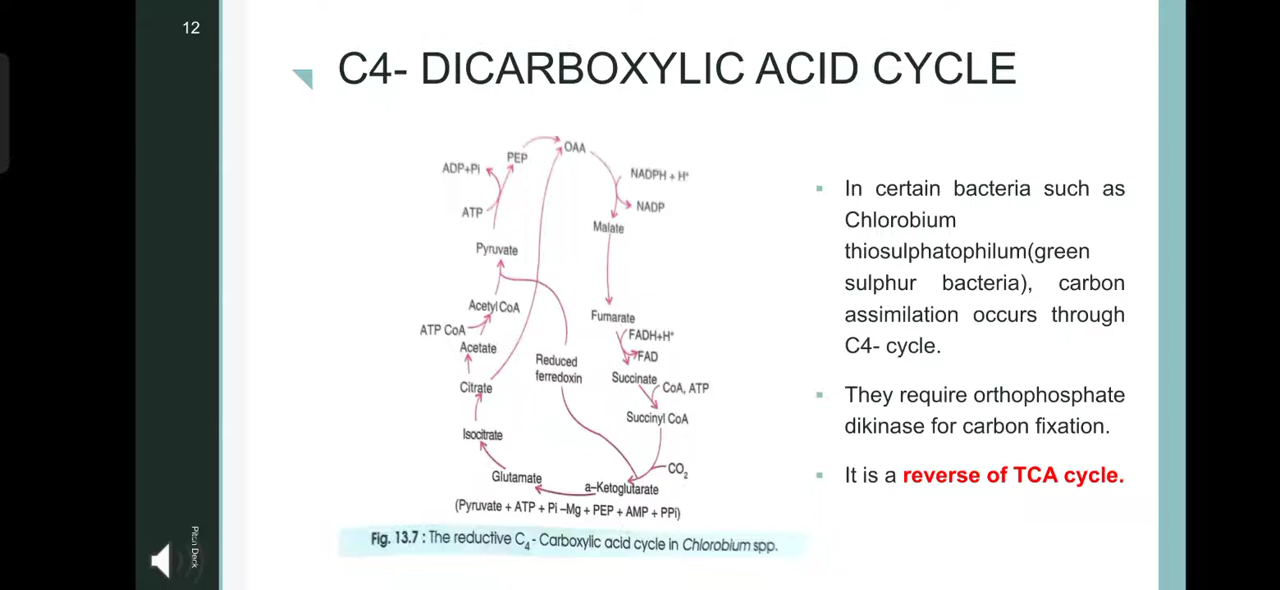 12
C4- DICARBOXYLIC ACID CYCLE
PEP
OAA
ADP+Pi
NADPH + H⁺
ATP
NADP
Malate
Pyruvate
Acetyl CoA
ATP CoA
Acetate
Fumarate
FADH+H⁺
FAD
Reduced
ferredoxin
Succinate
CoA, ATP
Citrate
Succinyl CoA
Isocitrate
CO₂
Glutamate
a-Ketoglutarate
(Pyruvate + ATP + Pi –Mg + PEP + AMP + PPi)
Fig. 13.7 : The reductive C₄- Carboxylic acid cycle in Chlorobium spp.
▪ In certain bacteria such as
Chlorobium
thiosulphatophilum(green
sulphur bacteria), carbon
assimilation occurs through
C4- cycle.
▪ They require orthophosphate
dikinase for carbon fixation.
▪ It is a reverse of TCA cycle.
Pitch Deck